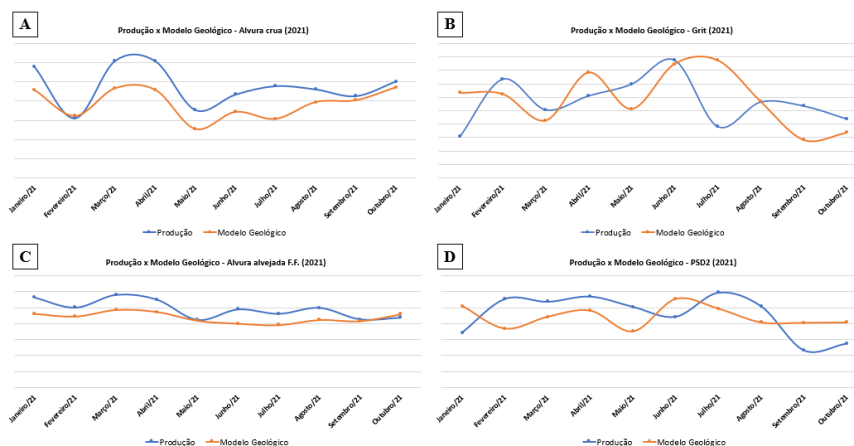 A
Produção x Modelo Geológico - Alvura crua (2021)
Janeiro/21
Fevereiro/21
Março/21
Abril/21
Maio/21
Junho/21
Julho/21
Agosto/21
Setembro/21
Outubro/21
Produção
Modelo Geológico
B
Produção x Modelo Geológico - Grit (2021)
Janeiro/21
Fevereiro/21
Março/21
Abril/21
Maio/21
Junho/21
Julho/21
Agosto/21
Setembro/21
Outubro/21
Produção
Modelo Geológico
C
Produção x Modelo Geológico - Alvura alvejada F.F. (2021)
Janeiro/21
Fevereiro/21
Março/21
Abril/21
Maio/21
Junho/21
Julho/21
Agosto/21
Setembro/21
Outubro/21
Produção
Modelo Geológico
D
Produção x Modelo Geológico - PSD2 (2021)
Janeiro/21
Fevereiro/21
Março/21
Abril/21
Maio/21
Junho/21
Julho/21
Agosto/21
Setembro/21
Outubro/21
Produção
Modelo Geológico